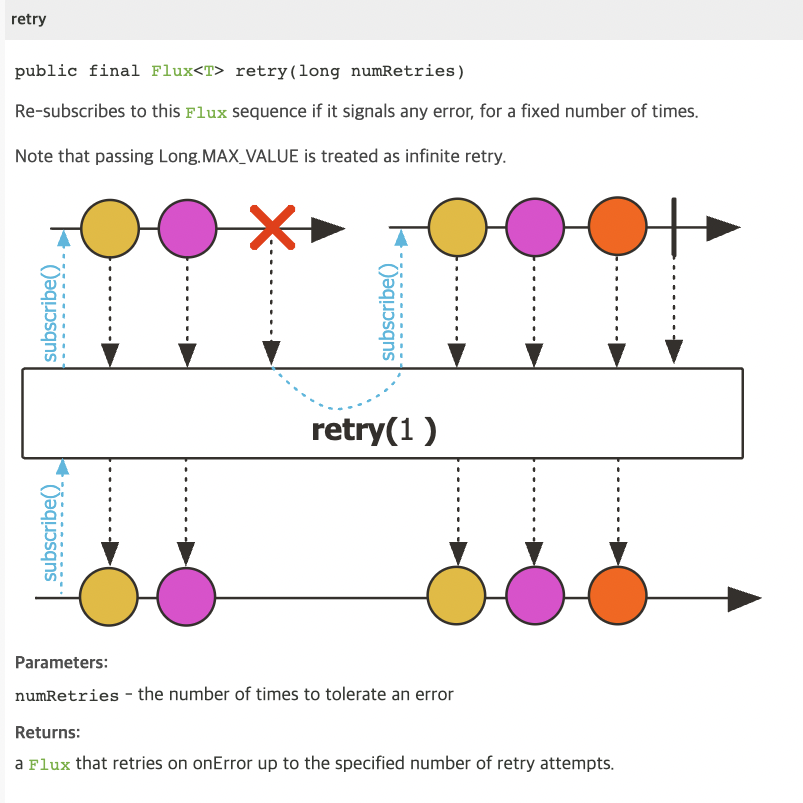 retry
public final Flux<T> retry(long numRetries)
Re-subscribes to this Flux sequence if it signals any error, for a fixed number of times.
Note that passing Long.MAX_VALUE is treated as infinite retry.
subscribe()
subscribe()
retry(1 )
subscribe()
Parameters:
numRetries - the number of times to tolerate an error
Returns:
a Flux that retries on onError up to the specified number of retry attempts.